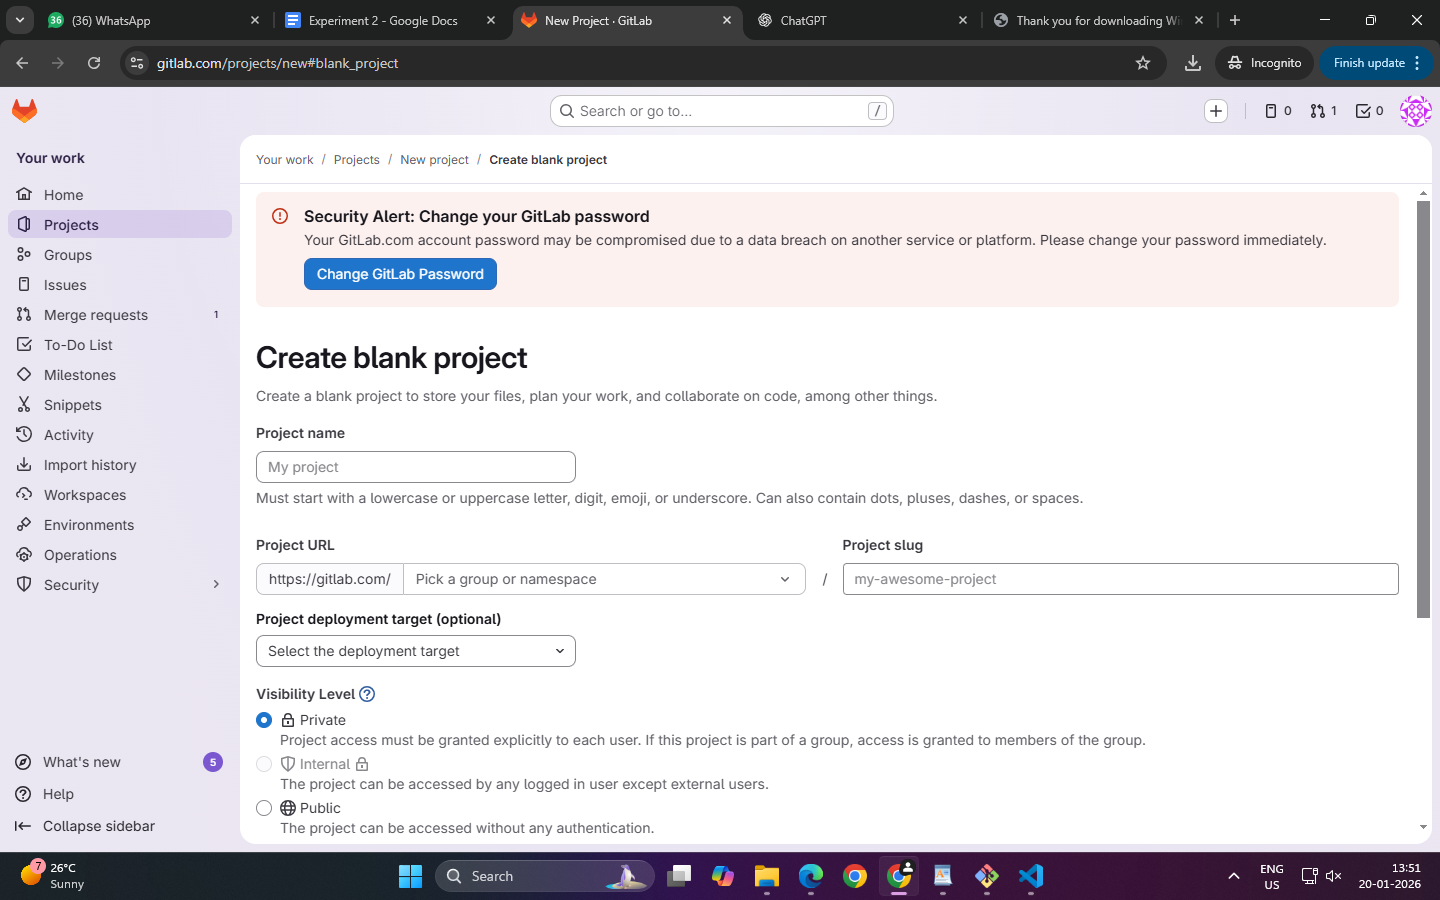 36
(36) WhatsApp
Experiment 2 - Google Docs
New Project · GitLab
ChatGPT
Thank you for downloading Wi
gitlab.com/projects/new#blank_project
Incognito
Finish update
Search or go to...
/
0
1
0
Your work
Home
Projects
Groups
Issues
Merge requests
1
To-Do List
Milestones
Snippets
Activity
Import history
Workspaces
Environments
Operations
Security
What's new
5
Help
Collapse sidebar
Your work / Projects / New project / Create blank project
Security Alert: Change your GitLab password
Your GitLab.com account password may be compromised due to a data breach on another service or platform. Please change your password immediately.
Change GitLab Password
Create blank project
Create a blank project to store your files, plan your work, and collaborate on code, among other things.
Project name
My project
Must start with a lowercase or uppercase letter, digit, emoji, or underscore. Can also contain dots, pluses, dashes, or spaces.
Project URL
https://gitlab.com/
Pick a group or namespace
/
Project slug
my-awesome-project
Project deployment target (optional)
Select the deployment target
Visibility Level
Private
Project access must be granted explicitly to each user. If this project is part of a group, access is granted to members of the group.
Internal
The project can be accessed by any logged in user except external users.
Public
The project can be accessed without any authentication.
7
26°C
Sunny
Search
ENG
US
13:51
20-01-2026